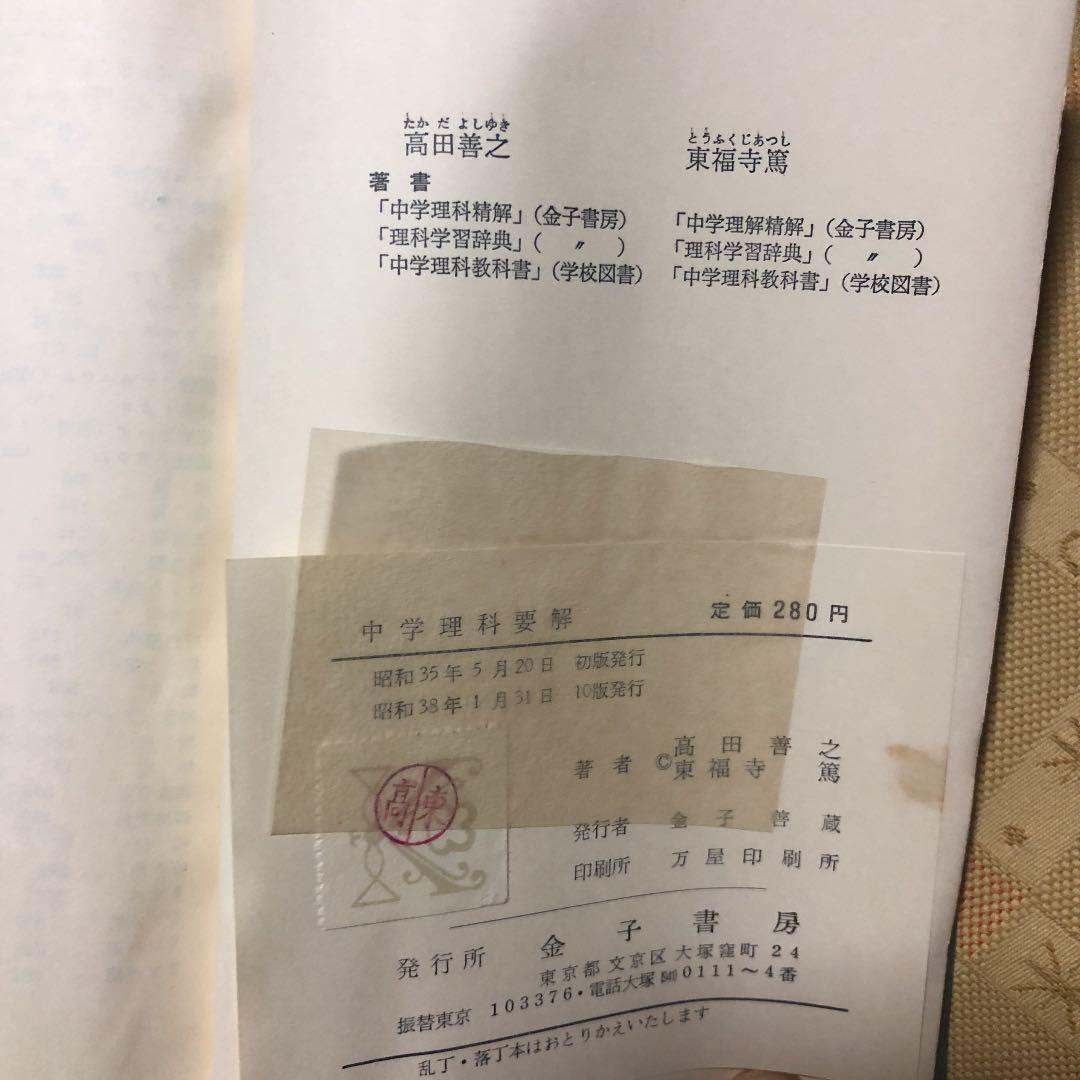 たかだよしゆき
高田善之
著書
「中学理科精解」(金子書房)
「理科学習辞典」( 〃 )
「中学理科教科書」(学校図書)
とうふくじあつし
東福寺篤
「中学理解精解」(金子書房)
「理科学習辞典」( 〃 )
「中学理科教科書」(学校図書)
中学理科要解 定価280円
昭和35年5月20日 初版発行
昭和38年1月31日 10版発行
著者 ©高田善之
東福寺篤
高東
発行者 金子善蔵
印刷所 万屋印刷所
発行所 金子書房
東京都文京区大塚窪町24
振替東京 103376・電話大塚(941)0111〜4番
乱丁・落丁本はおとりかえいたします